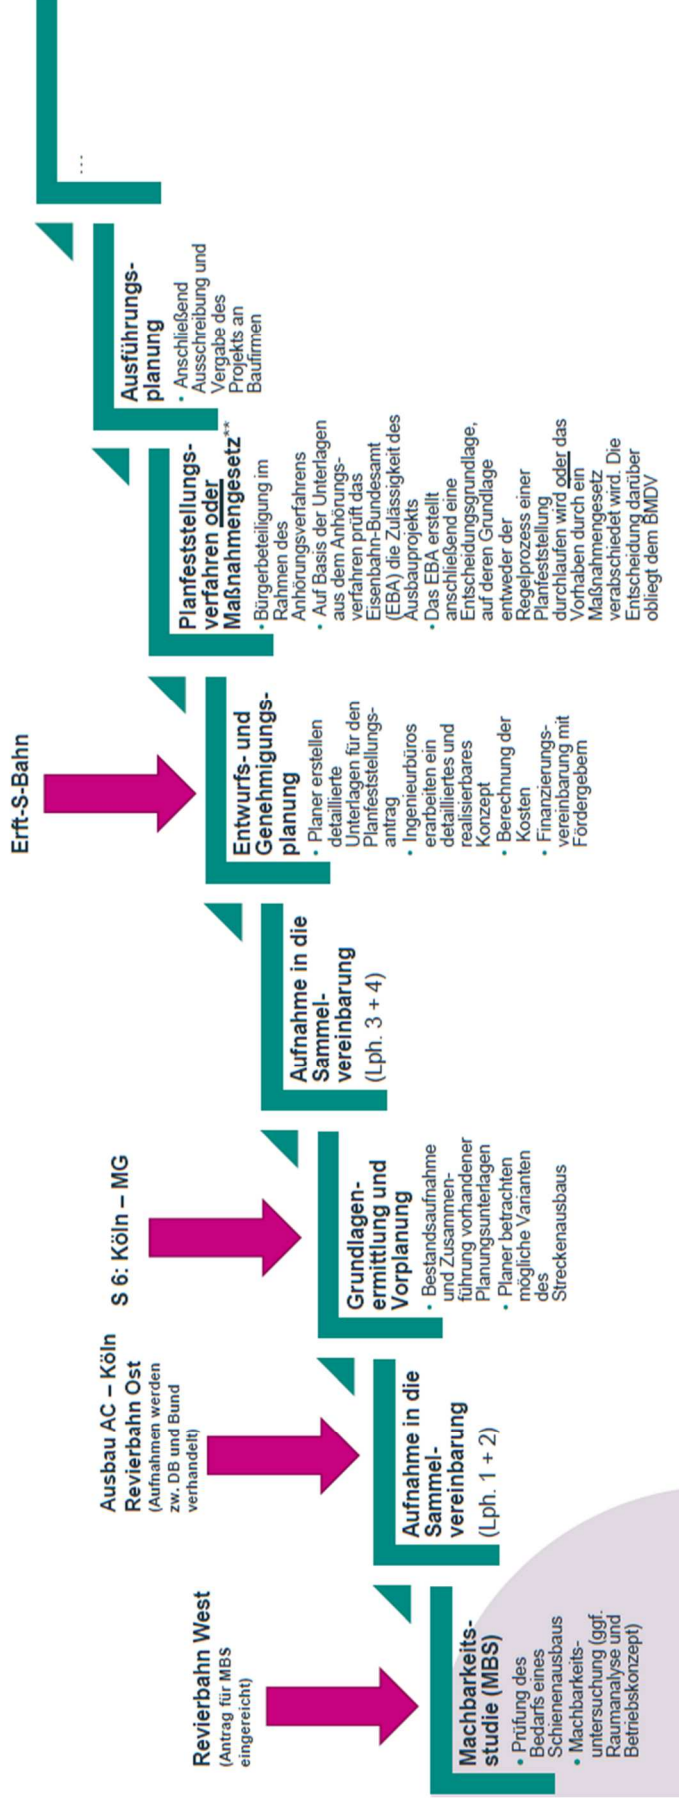 Revierbahn West
(Antrag für MBS
eingereicht)
Machbarkeits-
studie (MBS)
• Prüfung des
Bedarfs eines
Schienenausbaus
• Machbarkeits-
untersuchung (ggf.
Raumanalyse und
Betriebskonzept)
Ausbau AC – Köln
Revierbahn Ost
(Aufnahmen werden
zw. DB und Bund
verhandelt)
Aufnahme in die
Sammel-
vereinbarung
(Lph. 1 + 2)
S 6: Köln – MG
Grundlagen-
ermittlung und
Vorplanung
• Bestandsaufnahme
und Zusammen-
führung vorhandener
Planungsunterlagen
• Planer betrachten
mögliche Varianten
des
Streckenausbaus
Aufnahme in die
Sammel-
vereinbarung
(Lph. 3 + 4)
Erft-S-Bahn
Entwurfs- und
Genehmigungs-
planung
• Planer erstellen
detaillierte
Unterlagen für den
Planfeststellungs-
antrag
• Ingenieurbüros
erarbeiten ein
detailliertes und
realisierbares
Konzept
• Berechnung der
Kosten
• Finanzierungs-
vereinbarung mit
Fördergebern
Planfeststellungs-
verfahren oder
Maßnahmengesetz**
• Bürgerbeteiligung im
Rahmen des
Anhörungsverfahrens
• Auf Basis der Unterlagen
aus dem Anhörungs-
verfahren prüft das
Eisenbahn-Bundesamt
(EBA) die Zulässigkeit des
Ausbauprojekts
• Das EBA erstellt
anschließend eine
Entscheidungsgrundlage,
auf deren Grundlage
entweder der
Regelprozess einer
Planfeststellung
durchlaufen wird oder das
Vorhaben durch ein
Maßnahmengesetz
verabschiedet wird. Die
Entscheidung darüber
obliegt dem BMDV
Ausführungs-
planung
• Anschließend
Ausschreibung und
Vergabe des
Projekts an
Baufirmen
...